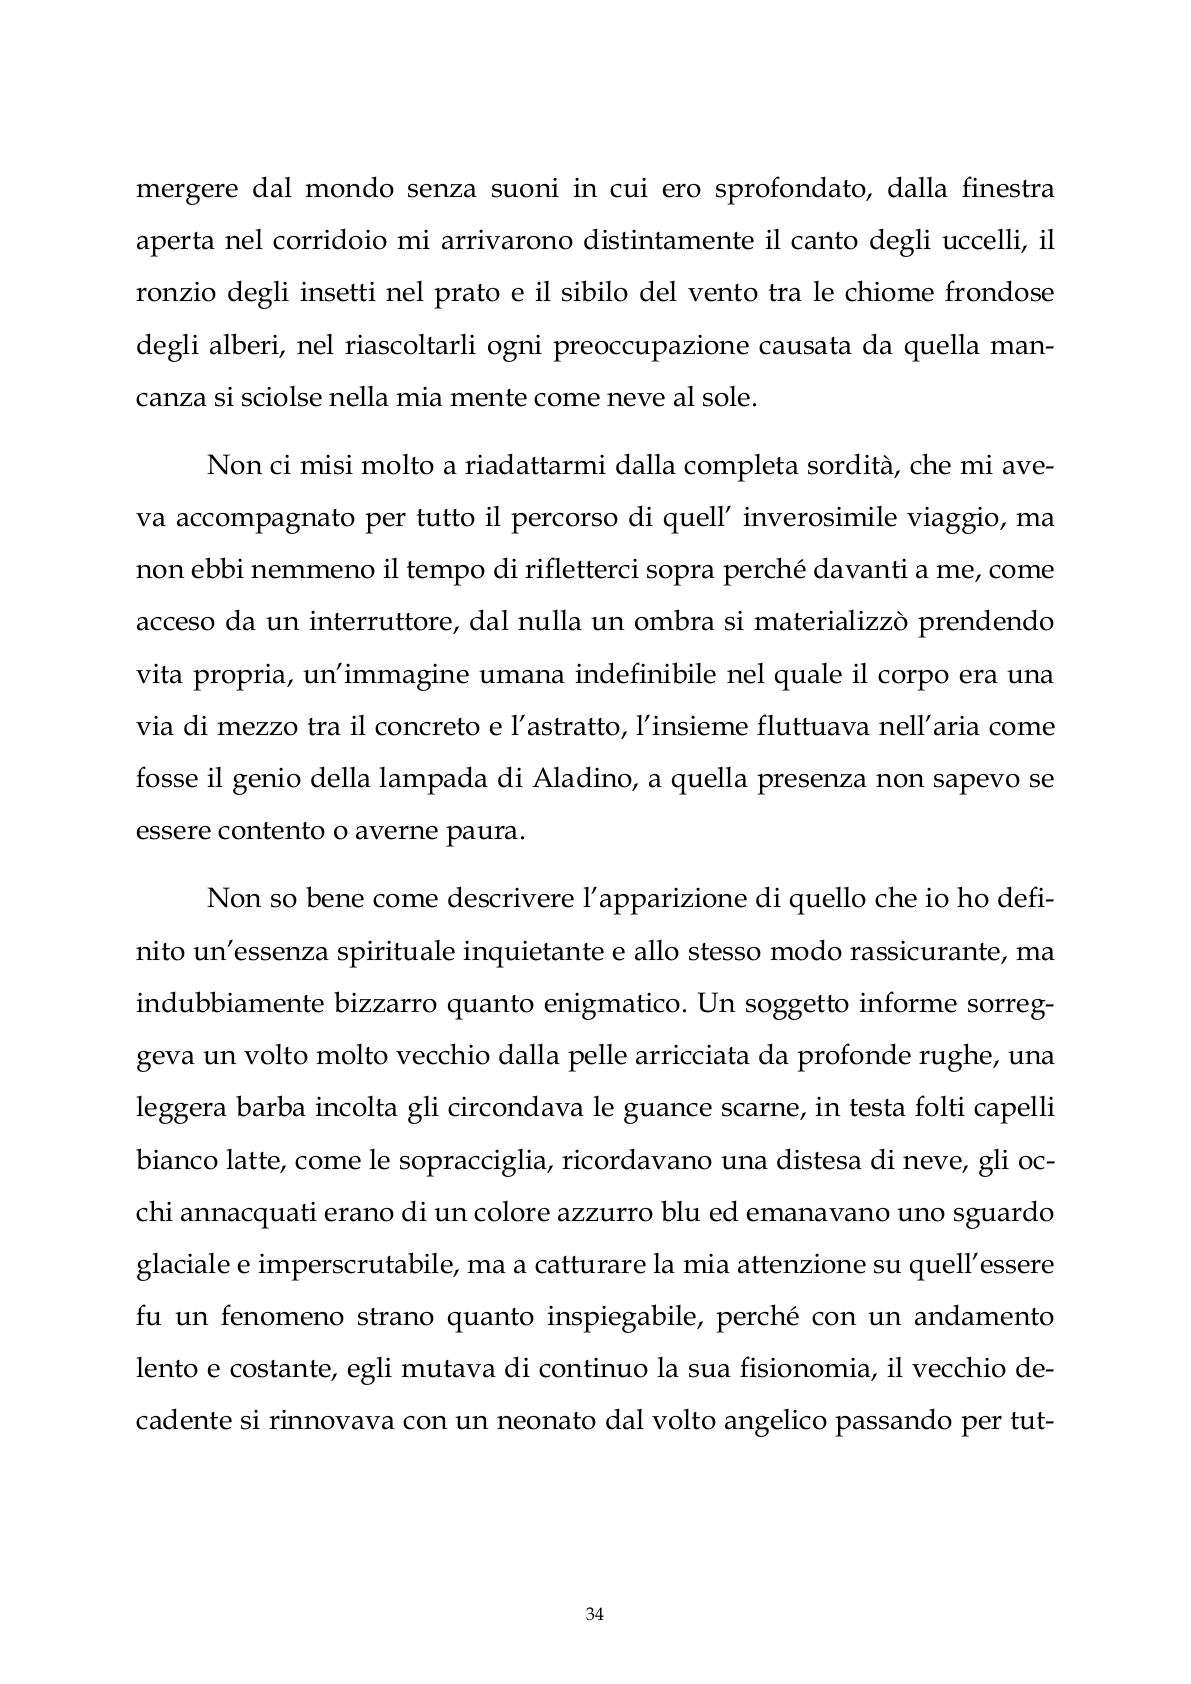 mergere dal mondo senza suoni in cui ero sprofondato, dalla finestra
aperta nel corridoio mi arrivarono distintamente il canto degli uccelli, il
ronzio degli insetti nel prato e il sibilo del vento tra le chiome frondose
degli alberi, nel riascoltarli ogni preoccupazione causata da quella man-
canza si sciolse nella mia mente come neve al sole.
Non ci misi molto a riadattarmi dalla completa sordità, che mi ave-
va accompagnato per tutto il percorso di quell’ inverosimile viaggio, ma
non ebbi nemmeno il tempo di rifletterci sopra perché davanti a me, come
acceso da un interruttore, dal nulla un ombra si materializzò prendendo
vita propria, un’immagine umana indefinibile nel quale il corpo era una
via di mezzo tra il concreto e l’astratto, l’insieme fluttuava nell’aria come
fosse il genio della lampada di Aladino, a quella presenza non sapevo se
essere contento o averne paura.
Non so bene come descrivere l’apparizione di quello che io ho defi-
nito un’essenza spirituale inquietante e allo stesso modo rassicurante, ma
indubbiamente bizzarro quanto enigmatico. Un soggetto informe sorreg-
geva un volto molto vecchio dalla pelle arricciata da profonde rughe, una
leggera barba incolta gli circondava le guance scarne, in testa folti capelli
bianco latte, come le sopracciglia, ricordavano una distesa di neve, gli oc-
chi annacquati erano di un colore azzurro blu ed emanavano uno sguardo
glaciale e imperscrutabile, ma a catturare la mia attenzione su quell’essere
fu un fenomeno strano quanto inspiegabile, perché con un andamento
lento e costante, egli mutava di continuo la sua fisionomia, il vecchio de-
cadente si rinnovava con un neonato dal volto angelico passando per tut-
34